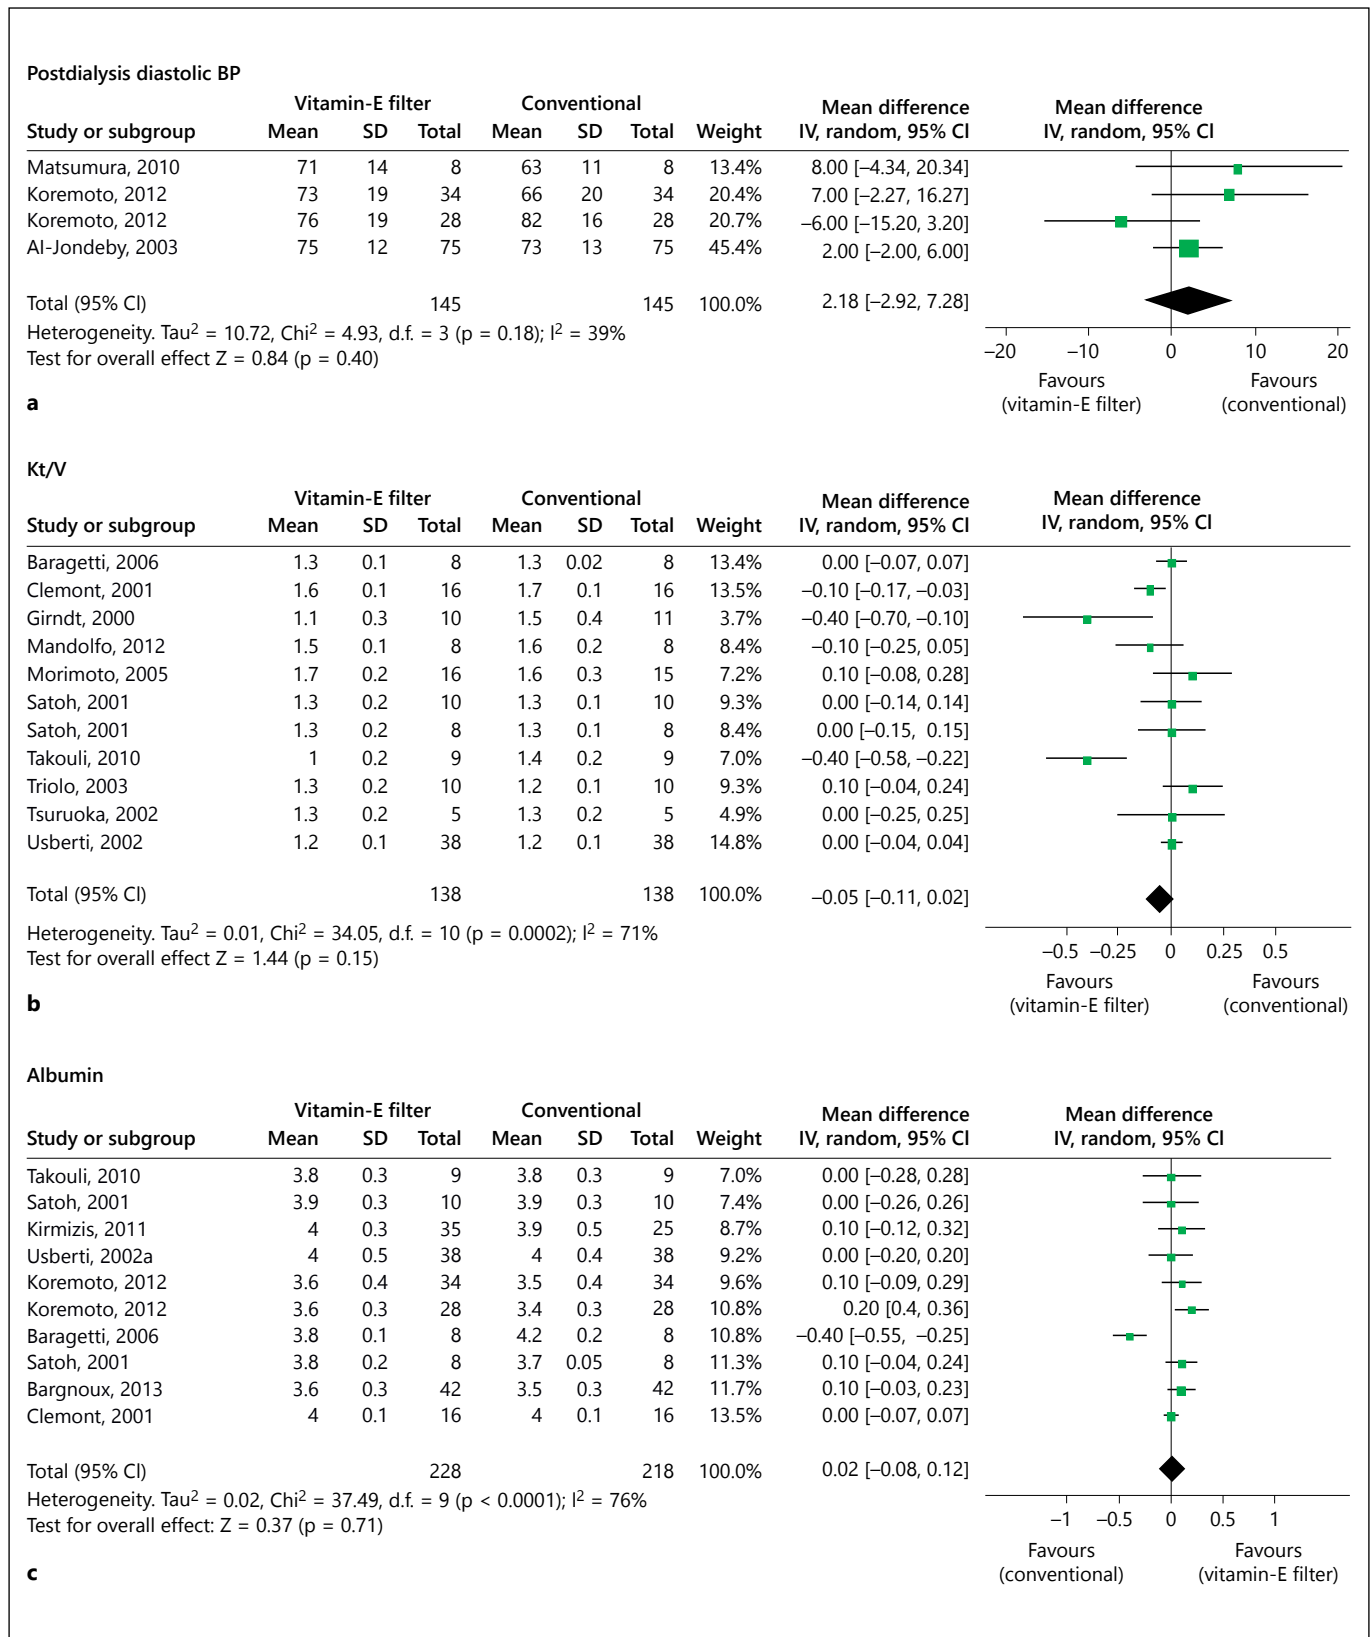 Postdialysis diastolic BP
Vitamin-E filter Conventional Mean difference Mean difference
Study or subgroup Mean SD Total Mean SD Total Weight IV, random, 95% CI IV, random, 95% CI
Matsumura, 2010 71 14 8 63 11 8 13.4% 8.00 [–4.34, 20.34]
Koremoto, 2012 73 19 34 66 20 34 20.4% 7.00 [–2.27, 16.27]
Koremoto, 2012 76 19 28 82 16 28 20.7% –6.00 [–15.20, 3.20]
Al-Jondeby, 2003 75 12 75 73 13 75 45.4% 2.00 [–2.00, 6.00]
Total (95% CI) 145 145 100.0% 2.18 [–2.92, 7.28]
Heterogeneity. Tau² = 10.72, Chi² = 4.93, d.f. = 3 (p = 0.18); I² = 39%
Test for overall effect Z = 0.84 (p = 0.40)
–20 –10 0 10 20
Favours Favours
(vitamin-E filter) (conventional)
a
Kt/V
Vitamin-E filter Conventional Mean difference Mean difference
Study or subgroup Mean SD Total Mean SD Total Weight IV, random, 95% CI IV, random, 95% CI
Baragetti, 2006 1.3 0.1 8 1.3 0.02 8 13.4% 0.00 [–0.07, 0.07]
Clemont, 2001 1.6 0.1 16 1.7 0.1 16 13.5% –0.10 [–0.17, –0.03]
Girndt, 2000 1.1 0.3 10 1.5 0.4 11 3.7% –0.40 [–0.70, –0.10]
Mandolfo, 2012 1.5 0.1 8 1.6 0.2 8 8.4% –0.10 [–0.25, 0.05]
Morimoto, 2005 1.7 0.2 16 1.6 0.3 15 7.2% 0.10 [–0.08, 0.28]
Satoh, 2001 1.3 0.2 10 1.3 0.1 10 9.3% 0.00 [–0.14, 0.14]
Satoh, 2001 1.3 0.2 8 1.3 0.1 8 8.4% 0.00 [–0.15, 0.15]
Takouli, 2010 1 0.2 9 1.4 0.2 9 7.0% –0.40 [–0.58, –0.22]
Triolo, 2003 1.3 0.2 10 1.2 0.1 10 9.3% 0.10 [–0.04, 0.24]
Tsuruoka, 2002 1.3 0.2 5 1.3 0.2 5 4.9% 0.00 [–0.25, 0.25]
Usberti, 2002 1.2 0.1 38 1.2 0.1 38 14.8% 0.00 [–0.04, 0.04]
Total (95% CI) 138 138 100.0% –0.05 [–0.11, 0.02]
Heterogeneity. Tau² = 0.01, Chi² = 34.05, d.f. = 10 (p = 0.0002); I² = 71%
Test for overall effect Z = 1.44 (p = 0.15)
–0.5 –0.25 0 0.25 0.5
Favours Favours
(vitamin-E filter) (conventional)
b
Albumin
Vitamin-E filter Conventional Mean difference Mean difference
Study or subgroup Mean SD Total Mean SD Total Weight IV, random, 95% CI IV, random, 95% CI
Takouli, 2010 3.8 0.3 9 3.8 0.3 9 7.0% 0.00 [–0.28, 0.28]
Satoh, 2001 3.9 0.3 10 3.9 0.3 10 7.4% 0.00 [–0.26, 0.26]
Kirmizis, 2011 4 0.3 35 3.9 0.5 25 8.7% 0.10 [–0.12, 0.32]
Usberti, 2002a 4 0.5 38 4 0.4 38 9.2% 0.00 [–0.20, 0.20]
Koremoto, 2012 3.6 0.4 34 3.5 0.4 34 9.6% 0.10 [–0.09, 0.29]
Koremoto, 2012 3.6 0.3 28 3.4 0.3 28 10.8% 0.20 [0.4, 0.36]
Baragetti, 2006 3.8 0.1 8 4.2 0.2 8 10.8% –0.40 [–0.55, –0.25]
Satoh, 2001 3.8 0.2 8 3.7 0.05 8 11.3% 0.10 [–0.04, 0.24]
Bargnoux, 2013 3.6 0.3 42 3.5 0.3 42 11.7% 0.10 [–0.03, 0.23]
Clemont, 2001 4 0.1 16 4 0.1 16 13.5% 0.00 [–0.07, 0.07]
Total (95% CI) 228 218 100.0% 0.02 [–0.08, 0.12]
Heterogeneity. Tau² = 0.02, Chi² = 37.49, d.f. = 9 (p < 0.0001); I² = 76%
Test for overall effect: Z = 0.37 (p = 0.71)
–1 –0.5 0 0.5 1
Favours Favours
(conventional) (vitamin-E filter)
c